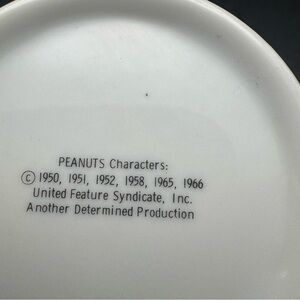 PEANUTS Characters:
© 1950, 1951, 1952, 1958, 1965, 1966
United Feature Syndicate, Inc.
Another Determined Production